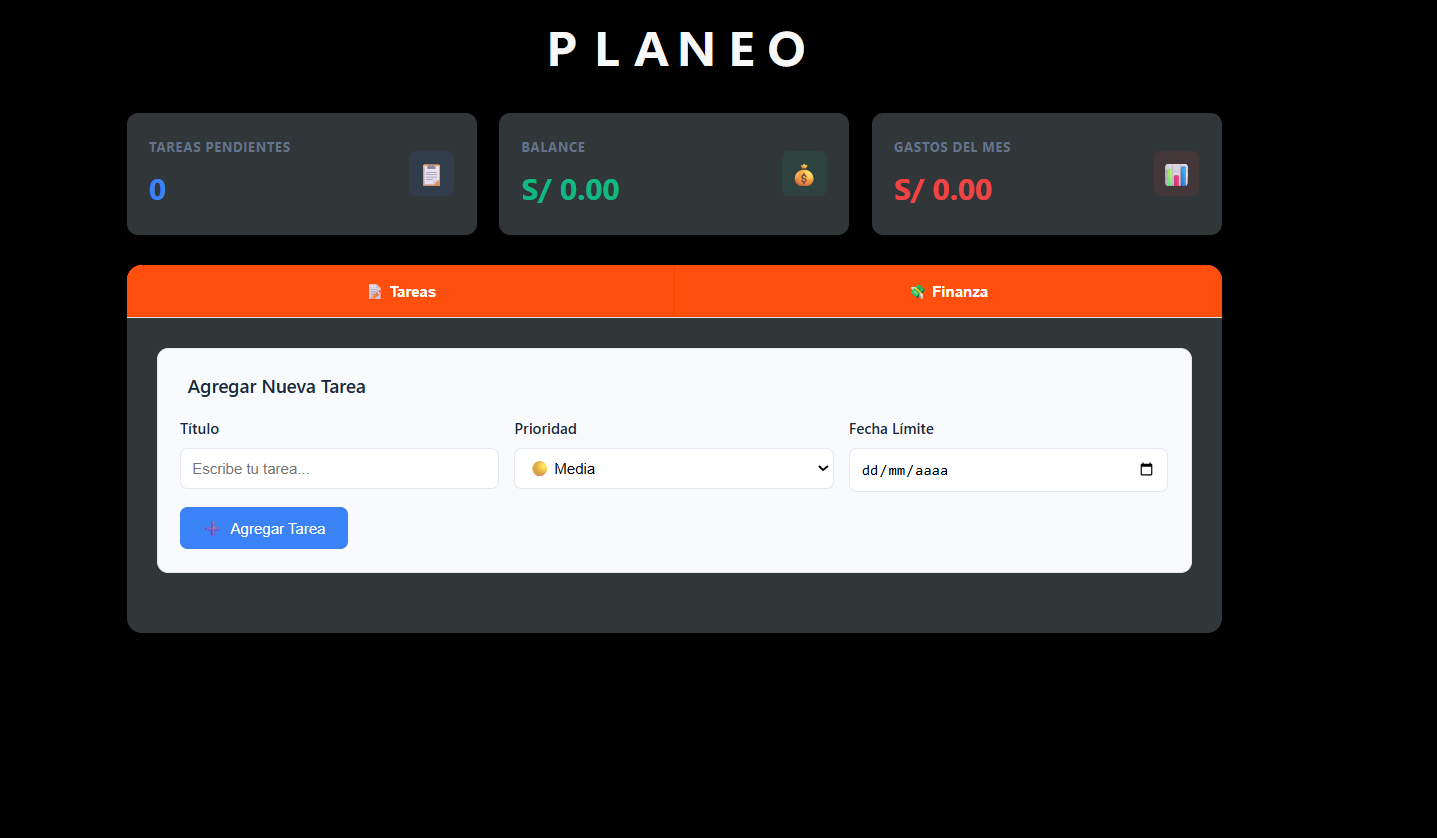 PLANEO
TAREAS PENDIENTES
0
BALANCE
S/ 0.00
GASTOS DEL MES
S/ 0.00
Tareas
Finanza
Agregar Nueva Tarea
Título
Prioridad
Fecha Límite
Escribe tu tarea...
Media
dd/mm/aaaa
Agregar Tarea